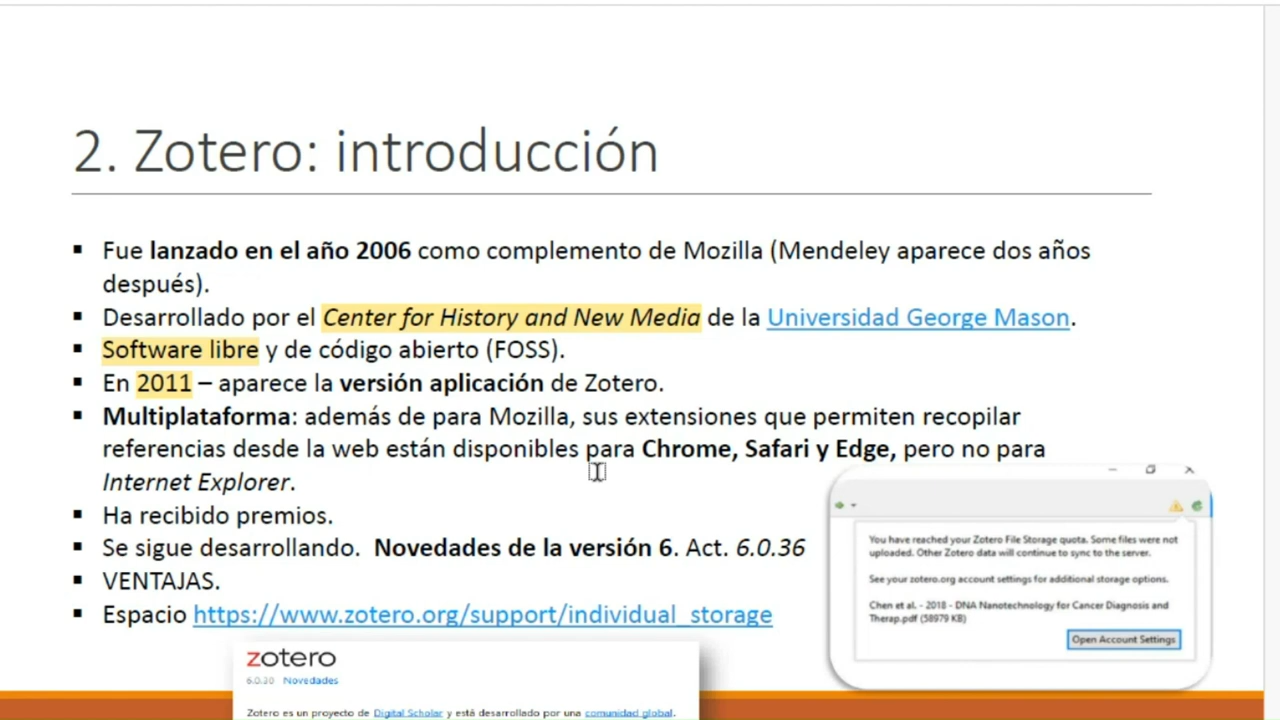 2. Zotero: introducción
Fue lanzado en el año 2006 como complemento de Mozilla (Mendeley aparece dos años
después).
Desarrollado por el Center for History and New Media de la Universidad George Mason.
Software libre y de código abierto (FOSS).
En 2011 – aparece la versión aplicación de Zotero.
Multiplataforma: además de para Mozilla, sus extensiones que permiten recopilar
referencias desde la web están disponibles para Chrome, Safari y Edge, pero no para
Internet Explorer.
Ha recibido premios.
Se sigue desarrollando. Novedades de la versión 6. Act. 6.0.36
VENTAJAS.
Espacio https://www.zotero.org/support/individual_storage
You have reached your Zotero File Storage quota. Some files were not
uploaded. Other Zotero data will continue to sync to the server.
See your zotero.org account settings for additional storage options.
Chen et al. - 2018 - DNA Nanotechnology for Cancer Diagnosis and
Therap.pdf (58979 KB)
Open Account Settings
zotero
6.0.30 Novedades
Zotero es un proyecto de Digital Scholar y está desarrollado por una comunidad global.